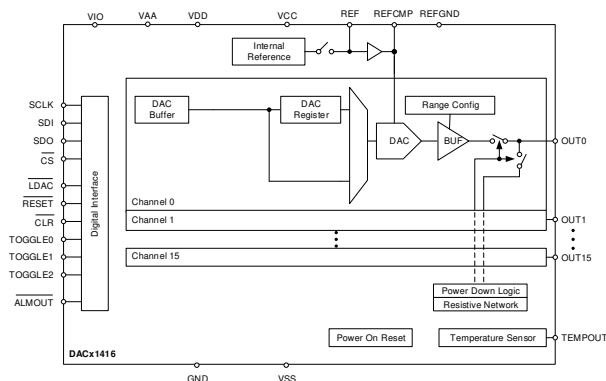 VIO
VAA
VDD
VCC
REF
REFCMP
REFGND
Internal
Reference
SCLK
SDI
SDO
CS
LDAC
RESET
CLR
TOGGLE0
TOGGLE1
TOGGLE2
ALMOUT
Digital Interface
DAC
Buffer
DAC
Register
DAC
BUF
Range Config
OUT0
Channel 0
Channel 1
OUT1
Channel 15
OUT15
Power Down Logic
Resistive Network
Power On Reset
Temperature Sensor
TEMPOUT
DACx1416
GND
VSS